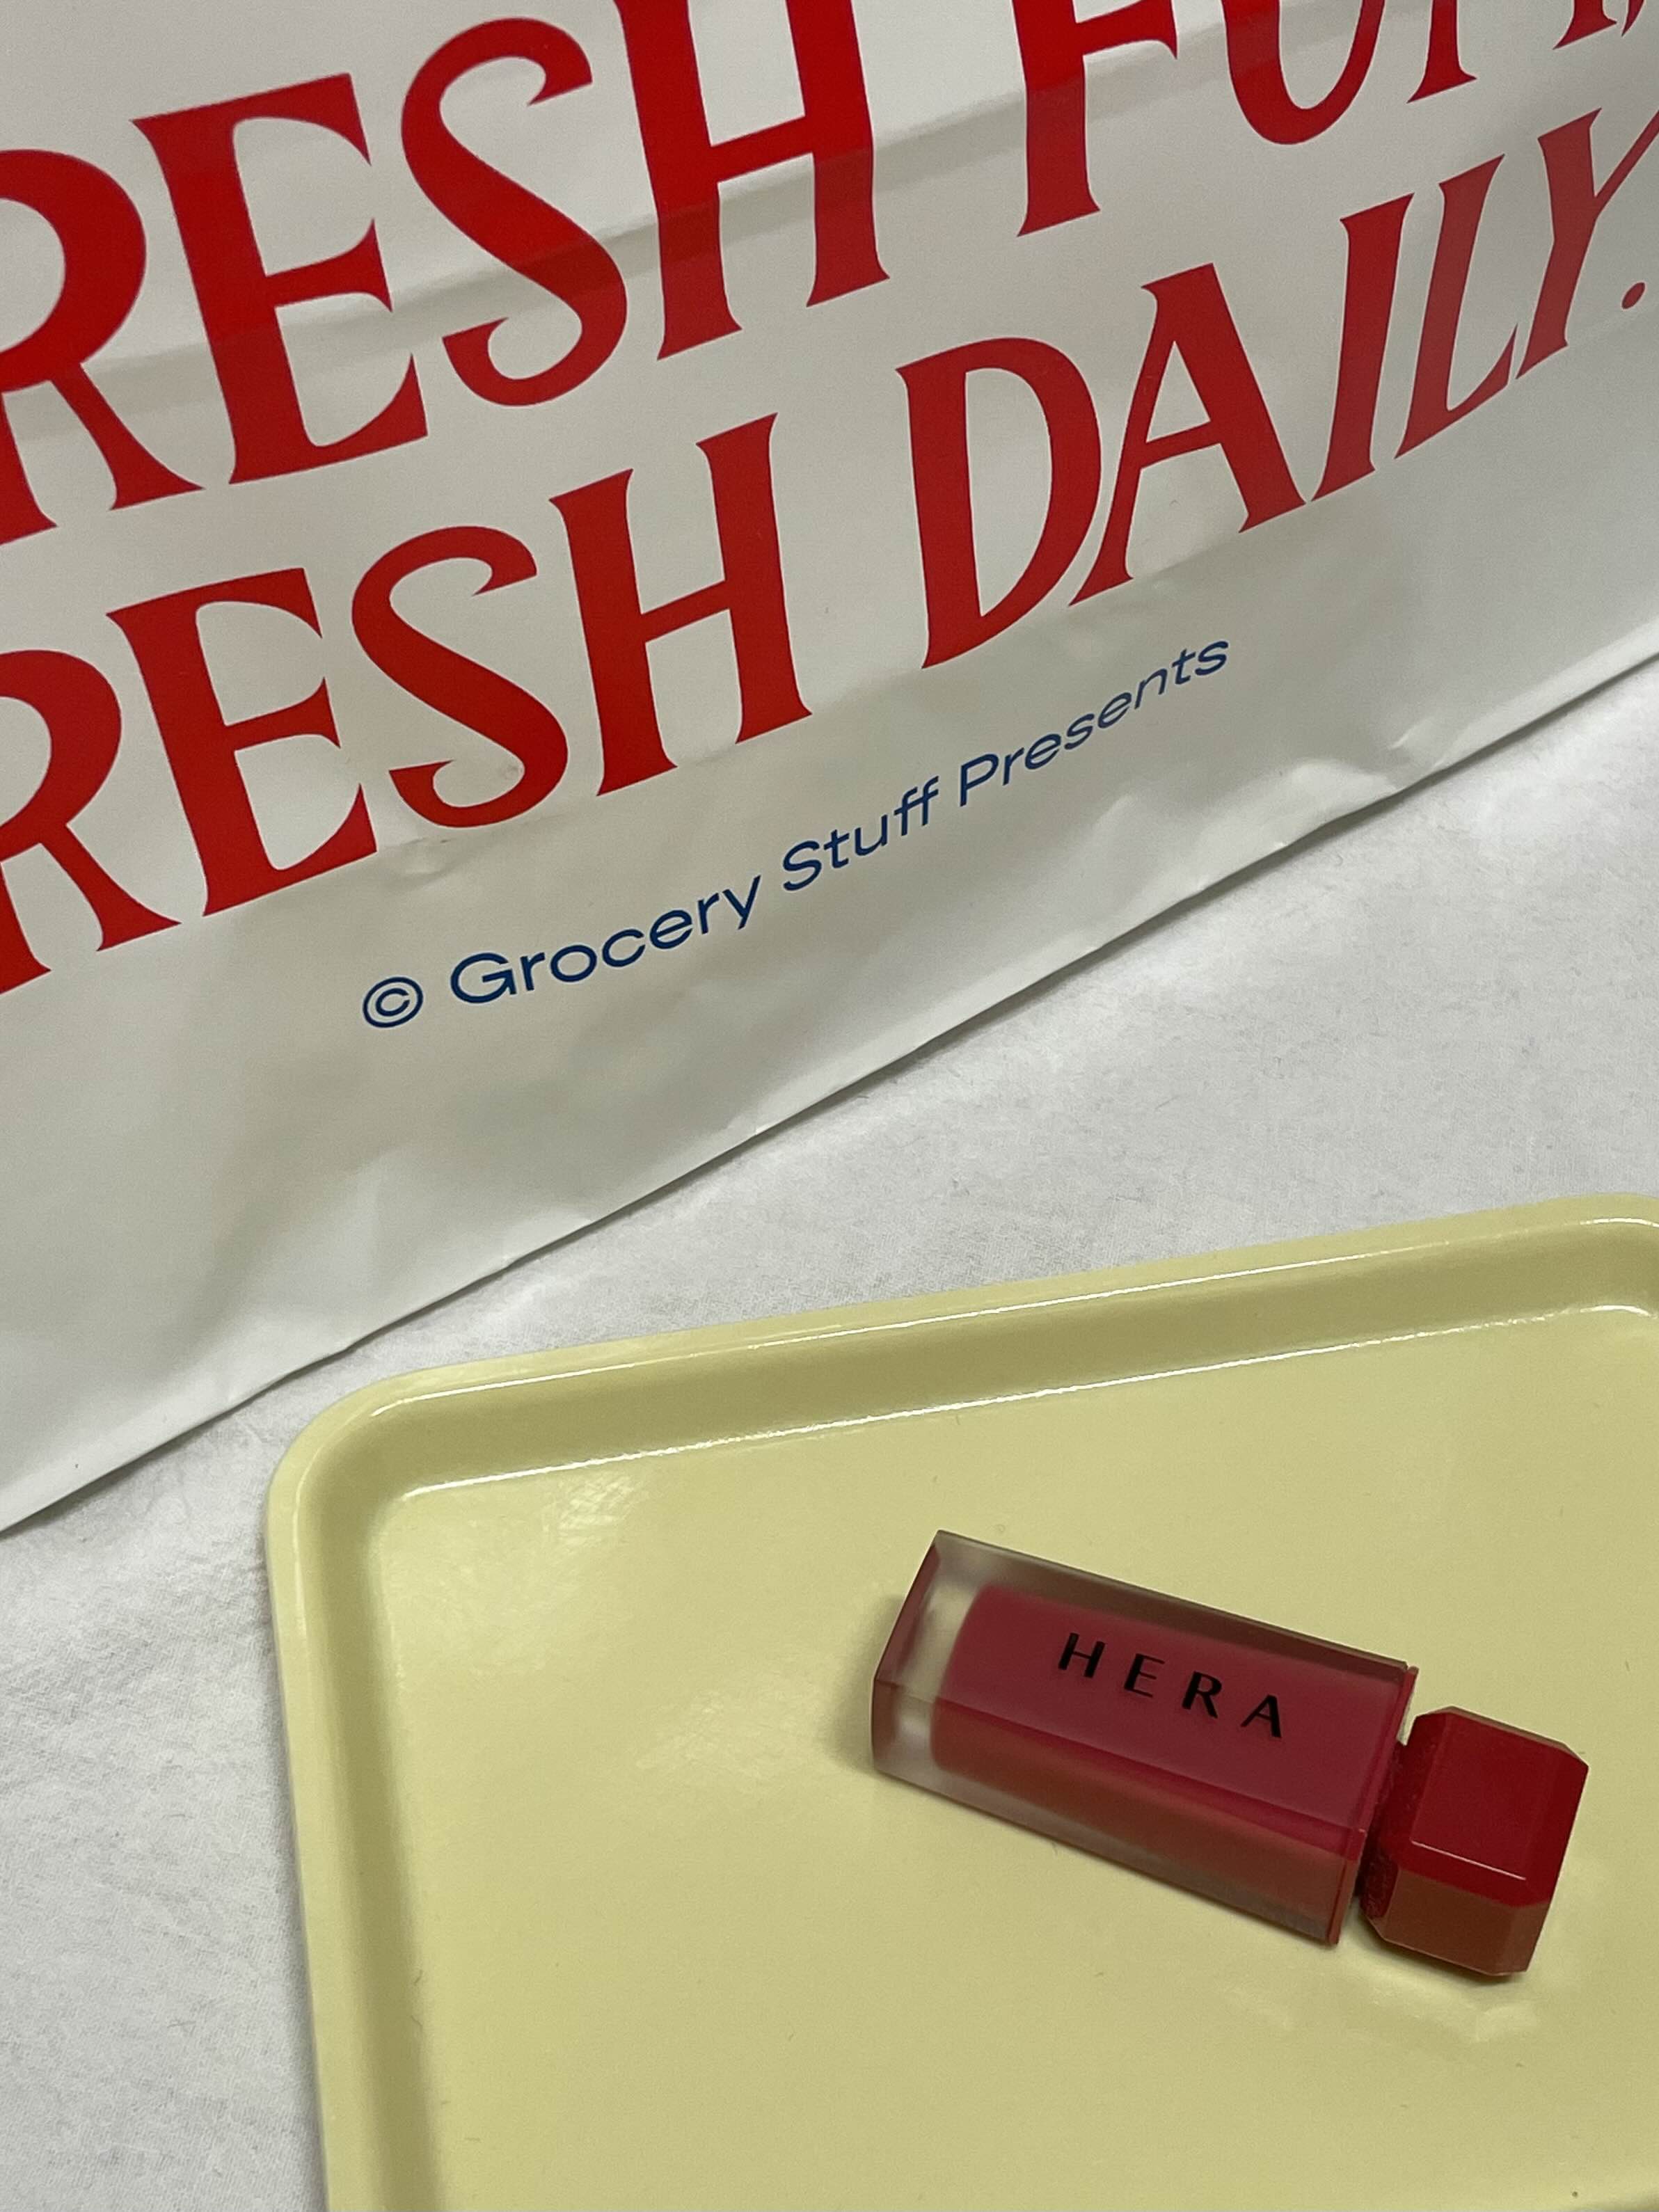 RESH
RESH DAILY.
© Grocery Stuff Presents
HERA